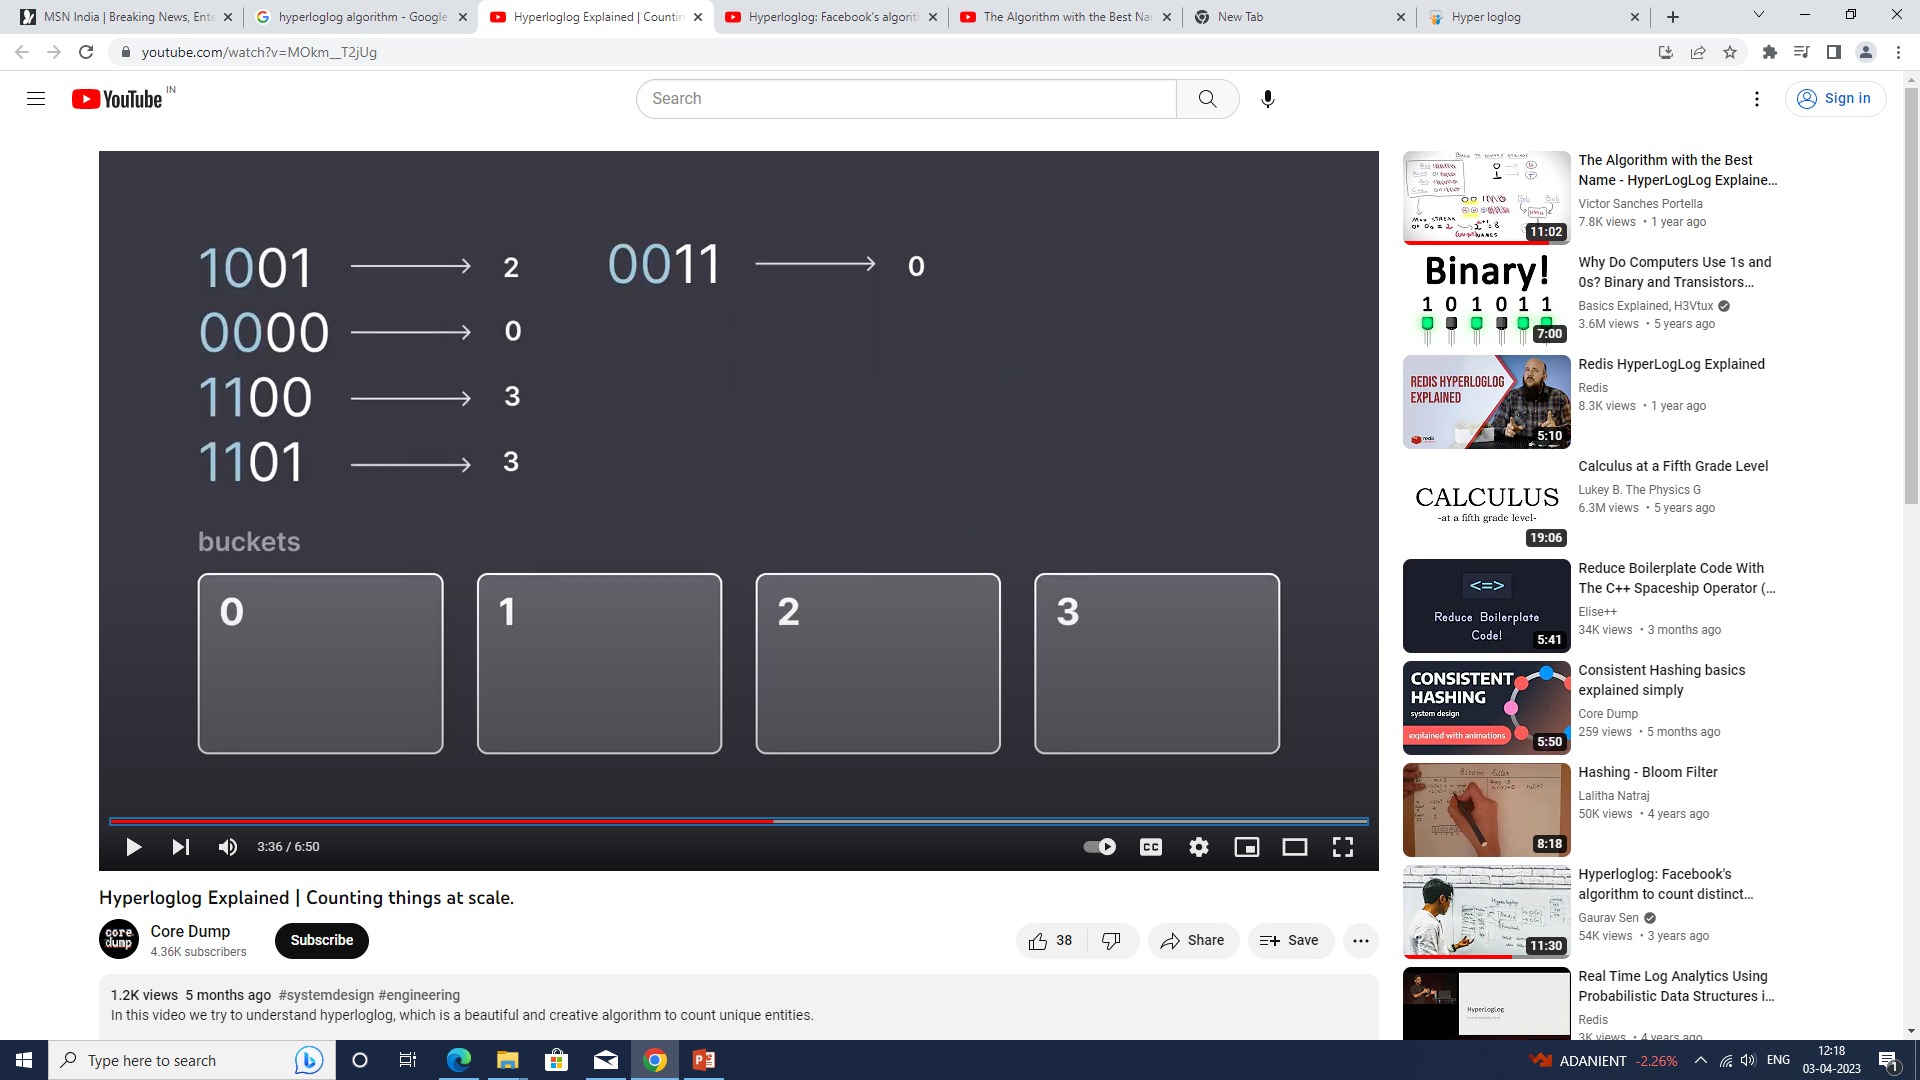 MSN India | Breaking News, Ente
hyperloglog algorithm - Google
Hyperloglog Explained | Countin
Hyperloglog: Facebook's algorit
The Algorithm with the Best Nar
New Tab
Hyper loglog
youtube.com/watch?v=MOkm__T2jUg
YouTube IN
Search
Sign in
1001 2
0011 0
0000 0
1100 3
1101 3
buckets
0 1 2 3
3:36 / 6:50
CC
Hyperloglog Explained | Counting things at scale.
core dump
Core Dump
4.36K subscribers
Subscribe
38
Share
Save
1.2K views 5 months ago #systemdesign #engineering
In this video we try to understand hyperloglog, which is a beautiful and creative algorithm to count unique entities.
11:02
The Algorithm with the Best
Name - HyperLogLog Explaine...
Victor Sanches Portella
7.8K views • 1 year ago
Binary!
1 0 1 0 1 1
7:00
Why Do Computers Use 1s and
0s? Binary and Transistors...
Basics Explained, H3Vtux
3.6M views • 5 years ago
REDIS HYPERLOGLOG
EXPLAINED
redis
5:10
Redis HyperLogLog Explained
Redis
8.3K views • 1 year ago
CALCULUS
-at a fifth grade level-
19:06
Calculus at a Fifth Grade Level
Lukey B. The Physics G
6.3M views • 5 years ago
<=>
Reduce Boilerplate
Code!
5:41
Reduce Boilerplate Code With
The C++ Spaceship Operator (...
Elise++
34K views • 3 months ago
CONSISTENT
HASHING
system design
explained with animations
5:50
Consistent Hashing basics
explained simply
Core Dump
259 views • 5 months ago
Bloom Filter
8:18
Hashing - Bloom Filter
Lalitha Natraj
50K views • 4 years ago
11:30
Hyperloglog: Facebook's
algorithm to count distinct...
Gaurav Sen
54K views • 3 years ago
HyperLogLog
Real Time Log Analytics Using
Probabilistic Data Structures i...
Redis
3K views • 4 years ago
Type here to search
ADANIENT -2.26%
ENG
12:18
03-04-2023
1